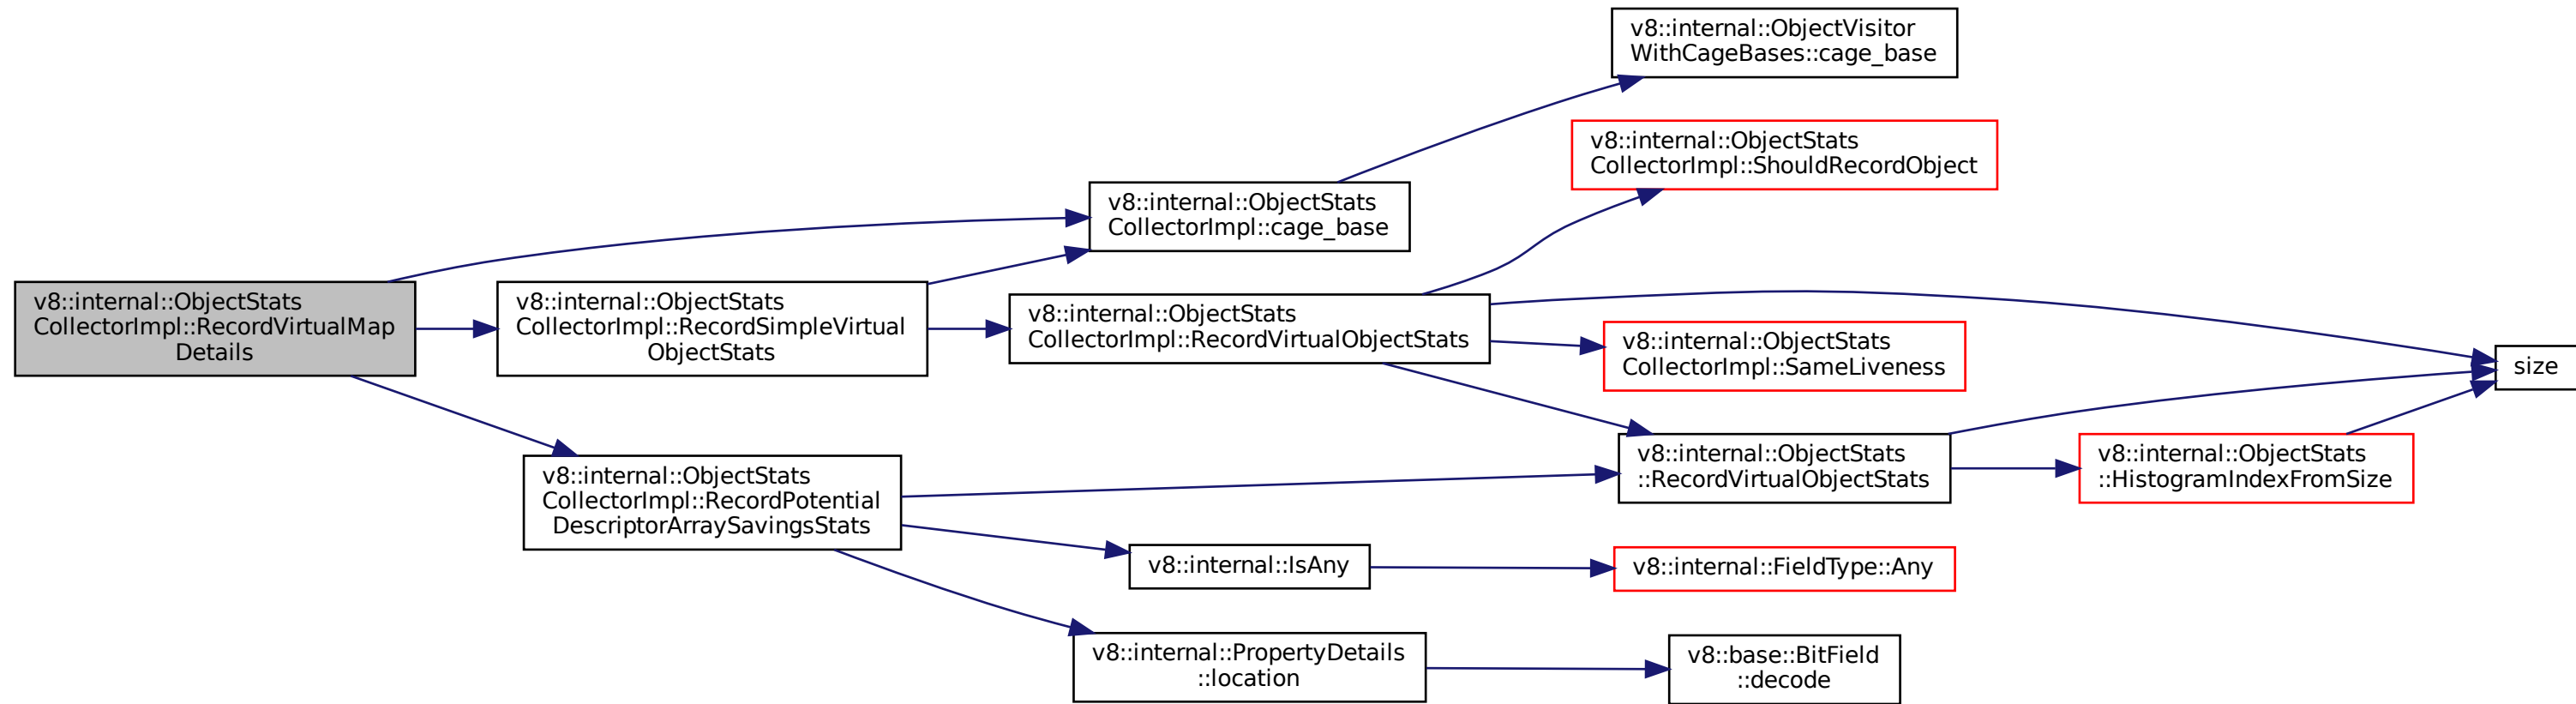 v8::internal::ObjectStats
CollectorImpl::RecordVirtualMap
Details
v8::internal::ObjectStats
CollectorImpl::RecordSimpleVirtual
ObjectStats
v8::internal::ObjectStats
CollectorImpl::RecordPotential
DescriptorArraySavingsStats
v8::internal::ObjectStats
CollectorImpl::cage_base
v8::internal::ObjectStats
CollectorImpl::RecordVirtualObjectStats
v8::internal::IsAny
v8::internal::PropertyDetails
::location
v8::internal::ObjectVisitor
WithCageBases::cage_base
v8::internal::ObjectStats
CollectorImpl::ShouldRecordObject
v8::internal::ObjectStats
CollectorImpl::SameLiveness
v8::internal::ObjectStats
::RecordVirtualObjectStats
v8::internal::FieldType::Any
v8::base::BitField
::decode
v8::internal::ObjectStats
::HistogramIndexFromSize
size